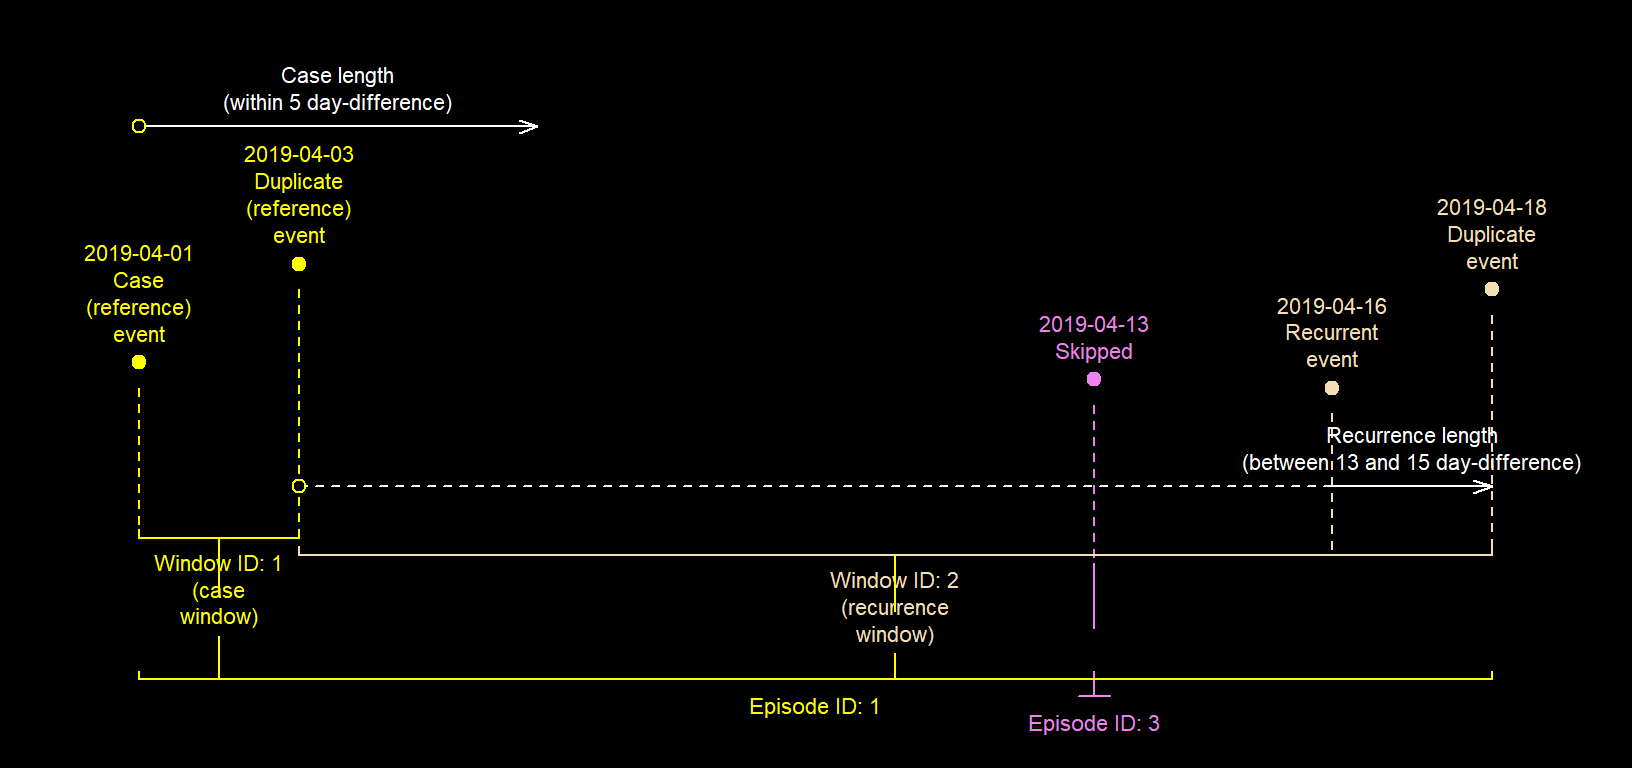 Case length
(within 5 day-difference)
2019-04-03
Duplicate
(reference)
event
2019-04-01
Case
(reference)
event
2019-04-18
Duplicate
event
2019-04-16
Recurrent
event
2019-04-13
Skipped
Recurrence length
(between 13 and 15 day-difference)
Window ID: 1
(case
window)
Window ID: 2
(recurrence
window)
Episode ID: 1
Episode ID: 3